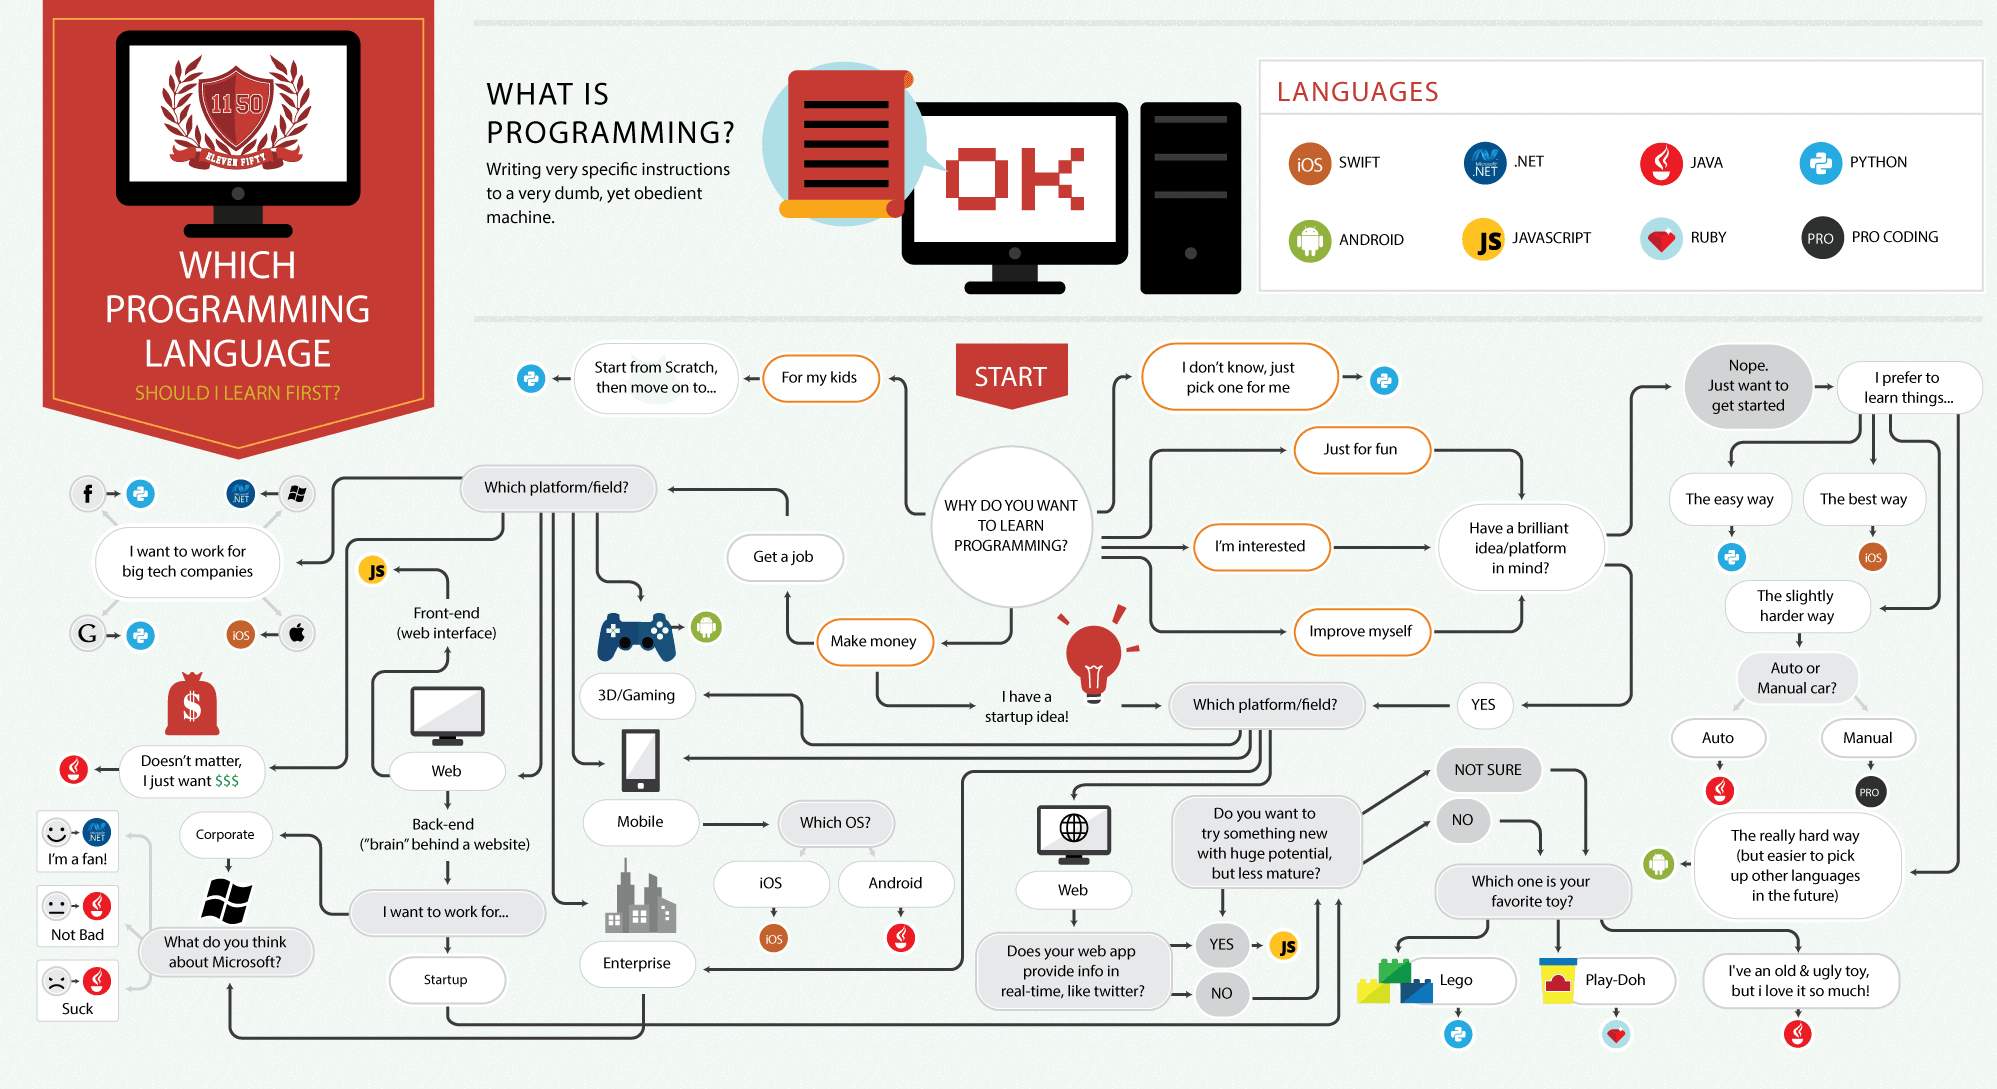 1150
ELEVEN FIFTY
WHICH
PROGRAMMING
LANGUAGE
SHOULD I LEARN FIRST?
WHAT IS
PROGRAMMING?
Writing very specific instructions
to a very dumb, yet obedient
machine.
OK
LANGUAGES
iOS SWIFT
Microsoft .NET .NET
JAVA
PYTHON
ANDROID
JS JAVASCRIPT
RUBY
PRO PRO CODING
START
Start from Scratch,
then move on to...
For my kids
I don't know, just
pick one for me
Nope.
Just want to
get started
I prefer to
learn things...
Just for fun
WHY DO YOU WANT
TO LEARN
PROGRAMMING?
I'm interested
Have a brilliant
idea/platform
in mind?
Improve myself
The easy way
The best way
iOS
The slightly
harder way
Auto or
Manual car?
Auto
Manual
PRO
The really hard way
(but easier to pick
up other languages
in the future)
Which platform/field?
Get a job
Make money
I have a
startup idea!
Which platform/field?
YES
f
.NET
I want to work for
big tech companies
G
iOS
JS
Front-end
(web interface)
$
Doesn't matter,
I just want $$$
Web
Back-end
("brain" behind a website)
I want to work for...
Corporate
Startup
What do you think
about Microsoft?
.NET
I'm a fan!
Not Bad
Suck
3D/Gaming
Mobile
Which OS?
iOS
Android
iOS
Enterprise
Web
Does your web app
provide info in
real-time, like twitter?
YES
JS
NO
Do you want to
try something new
with huge potential,
but less mature?
NOT SURE
NO
Which one is your
favorite toy?
Lego
Play-Doh
I've an old & ugly toy,
but i love it so much!